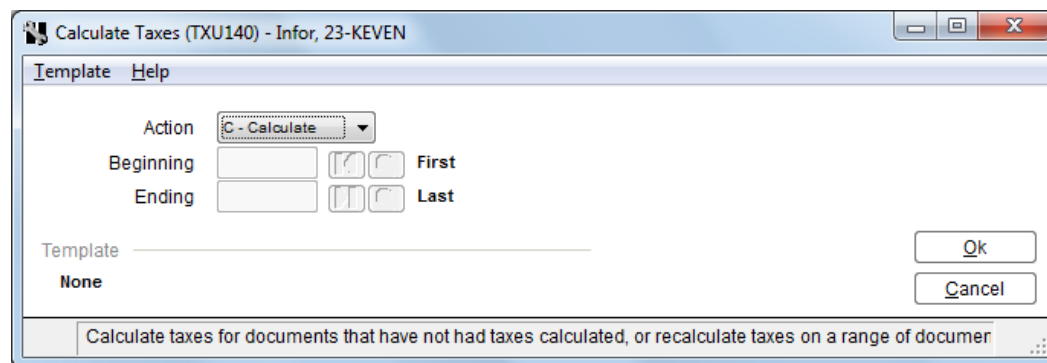 Calculate Taxes (TXU140) - Infor, 23-KEVEN
Template Help
Action C - Calculate
Beginning First
Ending Last
Template
None
Ok
Cancel
Calculate taxes for documents that have not had taxes calculated, or recalculate taxes on a range of documen